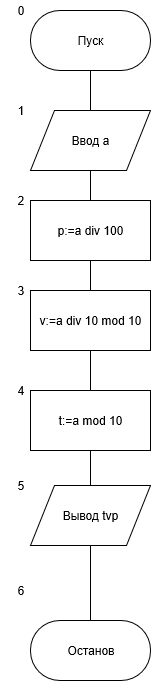 0
Пуск
1
Ввод a
2
p:=a div 100
3
v:=a div 10 mod 10
4
t:=a mod 10
5
Вывод tvp
6
Останов